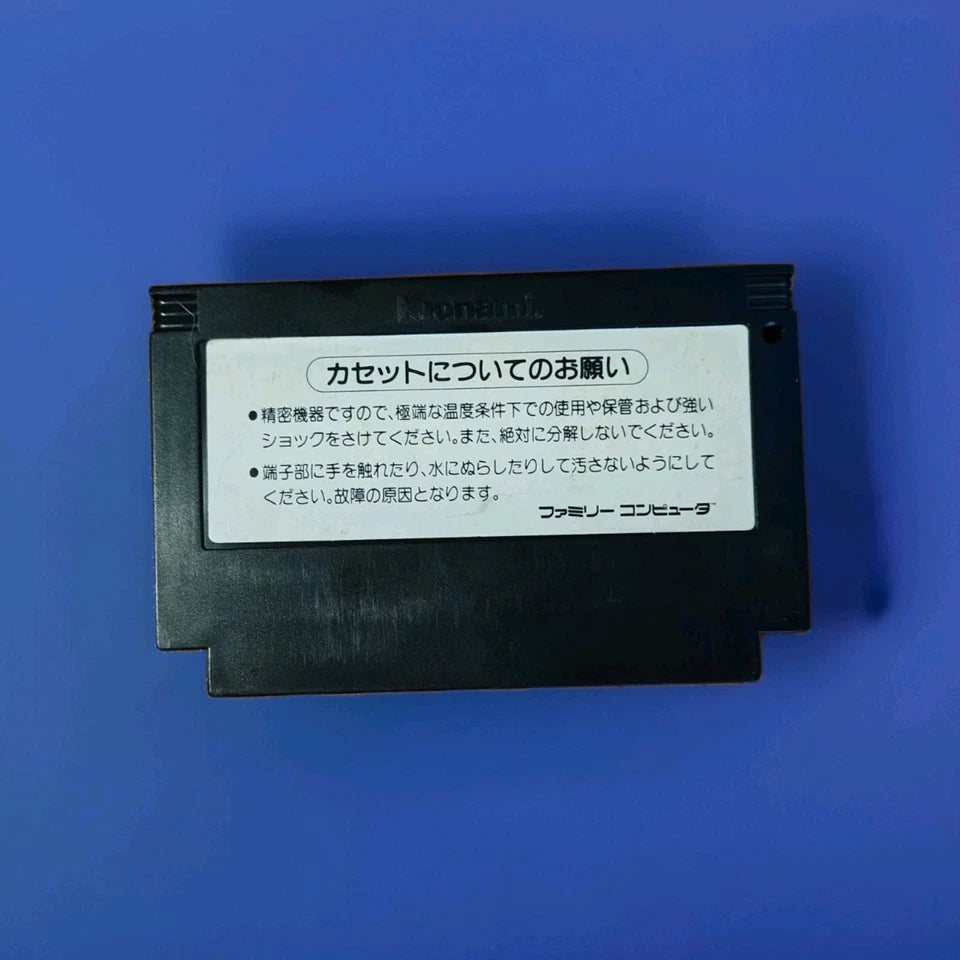 Konami.
カセットについてのお願い
●精密機器ですので、極端な温度条件下での使用や保管および強い
ショックをさけてください。また、絶対に分解しないでください。
●端子部に手を触れたり、水にぬらしたりして汚さないようにして
ください。故障の原因となります。
ファミリー コンピュータ™